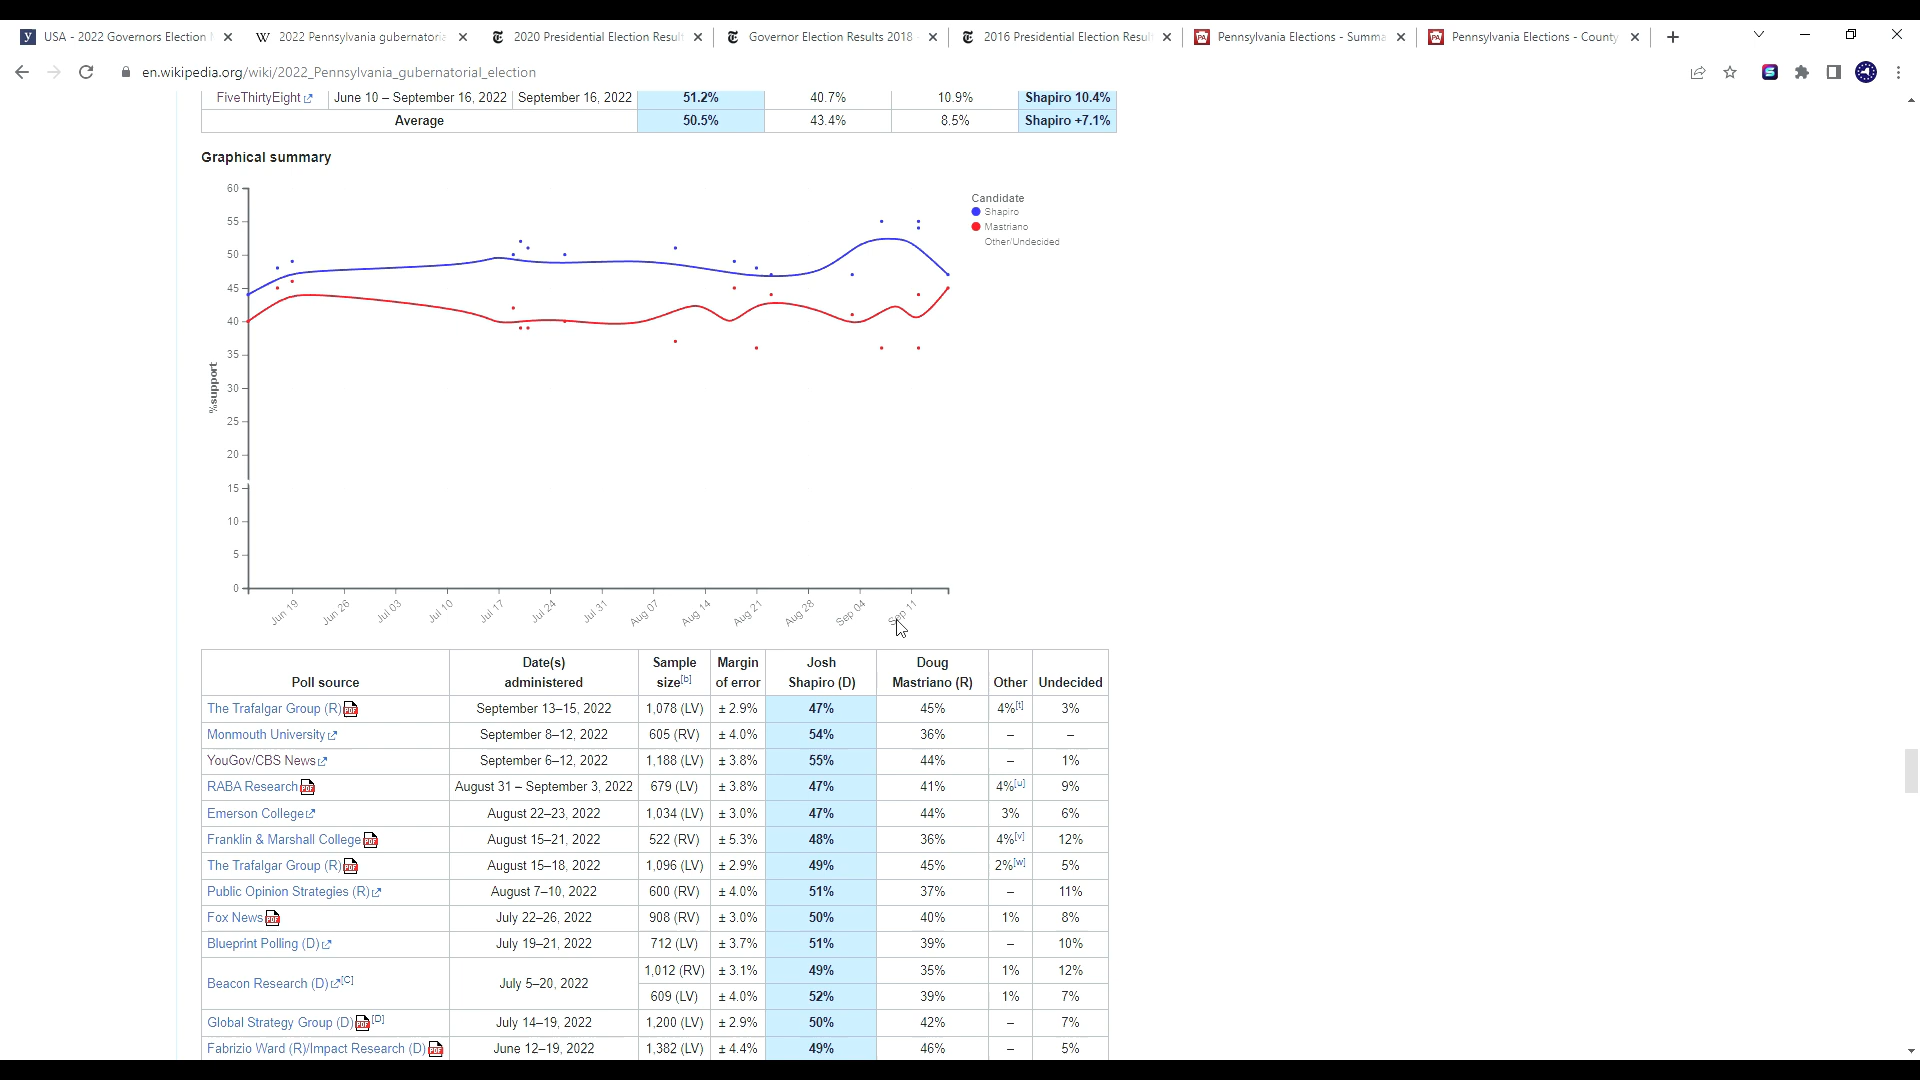 USA - 2022 Governors Election
2022 Pennsylvania gubernatoria
2020 Presidential Election Result
Governor Election Results 2018 -
2016 Presidential Election Result
Pennsylvania Elections - Summa
Pennsylvania Elections - County
en.wikipedia.org/wiki/2022_Pennsylvania_gubernatorial_election
FiveThirtyEight June 10 – September 16, 2022 September 16, 2022 51.2% 40.7% 10.9% Shapiro 10.4%
Average 50.5% 43.4% 8.5% Shapiro +7.1%
Graphical summary
60
55
50
45
40
35
30
25
20
15
10
5
0
%support
Candidate
Shapiro
Mastriano
Other/Undecided
Jun 19 Jun 26 Jul 03 Jul 10 Jul 17 Jul 24 Jul 31 Aug 07 Aug 14 Aug 21 Aug 28 Sep 04 Sep 11
Poll source Date(s) administered Sample size[b] Margin of error Josh Shapiro (D) Doug Mastriano (R) Other Undecided
The Trafalgar Group (R) September 13–15, 2022 1,078 (LV) ± 2.9% 47% 45% 4%[t] 3%
Monmouth University September 8–12, 2022 605 (RV) ± 4.0% 54% 36% – –
YouGov/CBS News September 6–12, 2022 1,188 (LV) ± 3.8% 55% 44% – 1%
RABA Research August 31 – September 3, 2022 679 (LV) ± 3.8% 47% 41% 4%[u] 9%
Emerson College August 22–23, 2022 1,034 (LV) ± 3.0% 47% 44% 3% 6%
Franklin & Marshall College August 15–21, 2022 522 (RV) ± 5.3% 48% 36% 4%[v] 12%
The Trafalgar Group (R) August 15–18, 2022 1,096 (LV) ± 2.9% 49% 45% 2%[w] 5%
Public Opinion Strategies (R) August 7–10, 2022 600 (RV) ± 4.0% 51% 37% – 11%
Fox News July 22–26, 2022 908 (RV) ± 3.0% 50% 40% 1% 8%
Blueprint Polling (D) July 19–21, 2022 712 (LV) ± 3.7% 51% 39% – 10%
Beacon Research (D)[C] July 5–20, 2022 1,012 (RV) ± 3.1% 49% 35% 1% 12%
609 (LV) ± 4.0% 52% 39% 1% 7%
Global Strategy Group (D)[D] July 14–19, 2022 1,200 (LV) ± 2.9% 50% 42% – 7%
Fabrizio Ward (R)/Impact Research (D) June 12–19, 2022 1,382 (LV) ± 4.4% 49% 46% – 5%